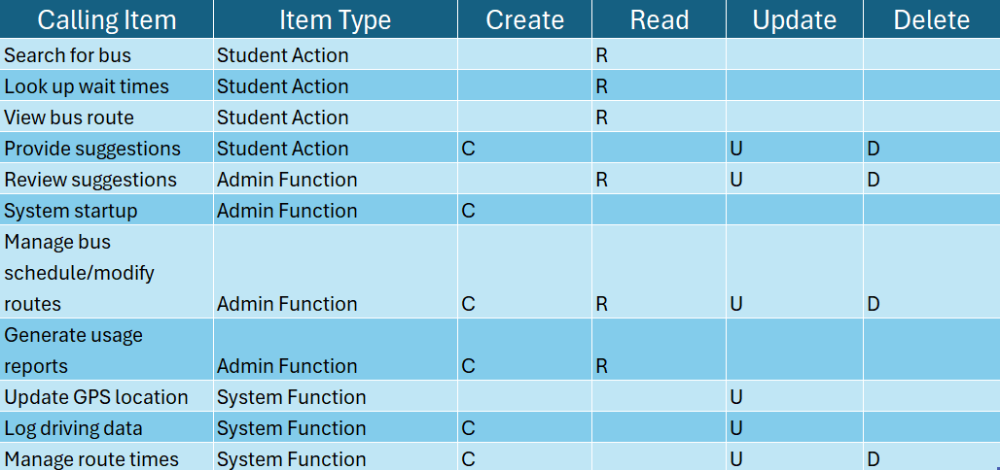 Calling Item Item Type Create Read Update Delete
Search for bus Student Action R
Look up wait times Student Action R
View bus route Student Action R
Provide suggestions Student Action C U D
Review suggestions Admin Function R U D
System startup Admin Function C
Manage bus
schedule/modify
routes Admin Function C R U D
Generate usage
reports Admin Function C R
Update GPS location System Function U
Log driving data System Function C U
Manage route times System Function C U D